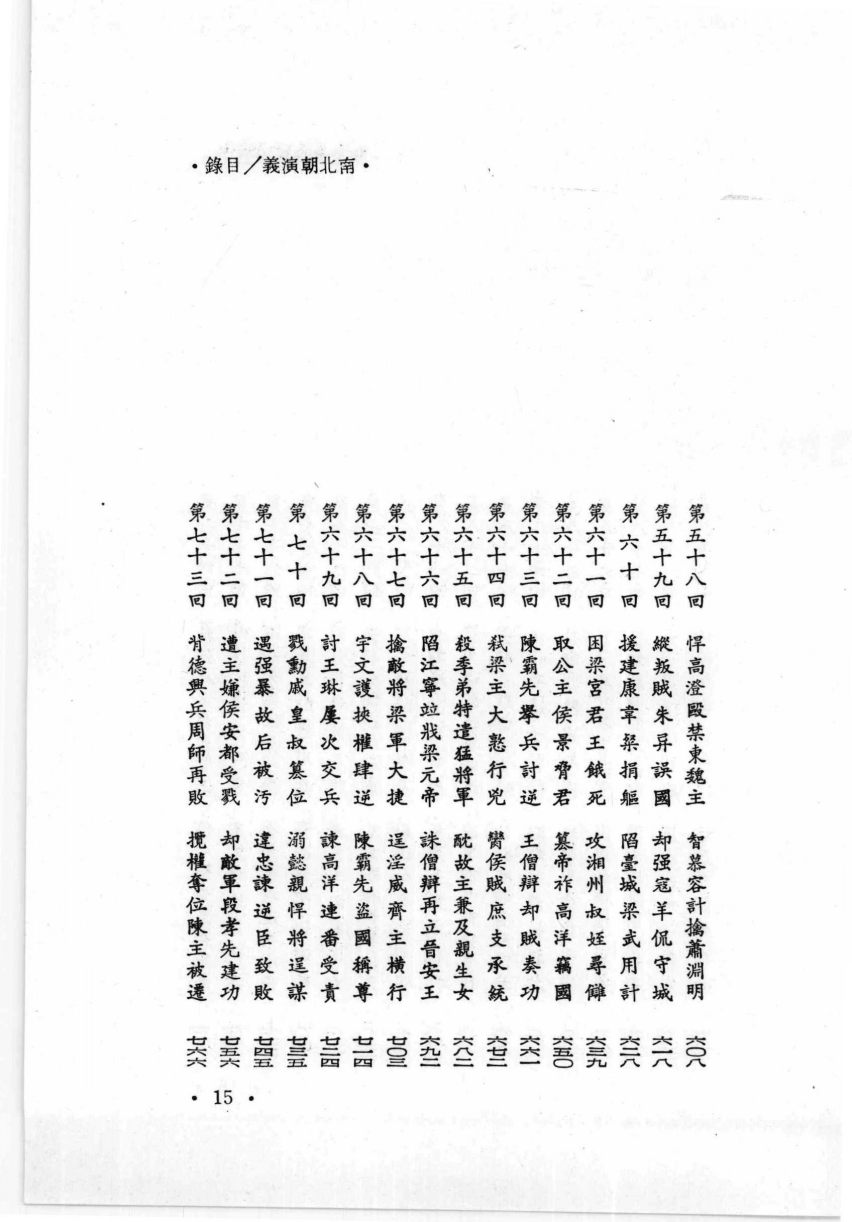 •錄目／義演朝北南•
第五十八回 悍高澄毆禁東魏主 智慕容計擒蕭淵明 六〇八
第五十九回 縱叛賊朱异誤國 却强寇羊侃守城 六一八
第六十回 援建康韋粲捐軀 陷臺城梁武用計 六二八
第六十一回 困梁宮君王餓死 攻湘州叔姪尋讎 六三九
第六十二回 取公主侯景脅君 篡帝祚高洋竊國 六五〇
第六十三回 陳霸先舉兵討逆 王僧辯却賊奏功 六六一
第六十四回 弒梁主大憝行兇 臠侯賊庶支承統 六七二
第六十五回 殺季弟特遣猛將軍 酖故主兼及親生女 六八二
第六十六回 陷江寧竝戕梁元帝 誅僧辯再立晉安王 六九二
第六十七回 擒敵將梁軍大捷 逞淫威齊主橫行 七〇三
第六十八回 宇文護挾權肆逆 陳霸先盜國稱尊 七一四
第六十九回 討王琳屢次交兵 諫高洋連番受責 七二四
第七十回 戮勳戚皇叔篡位 溺懿親悍將逞謀 七三五
第七十一回 遇强暴故后被汚 違忠諫逆臣致敗 七四五
第七十二回 遭主嫌侯安都受戮 却敵軍段孝先建功 七五六
第七十三回 背德興兵周師再敗 攬權奪位陳主被遷 七六六
• 15 •